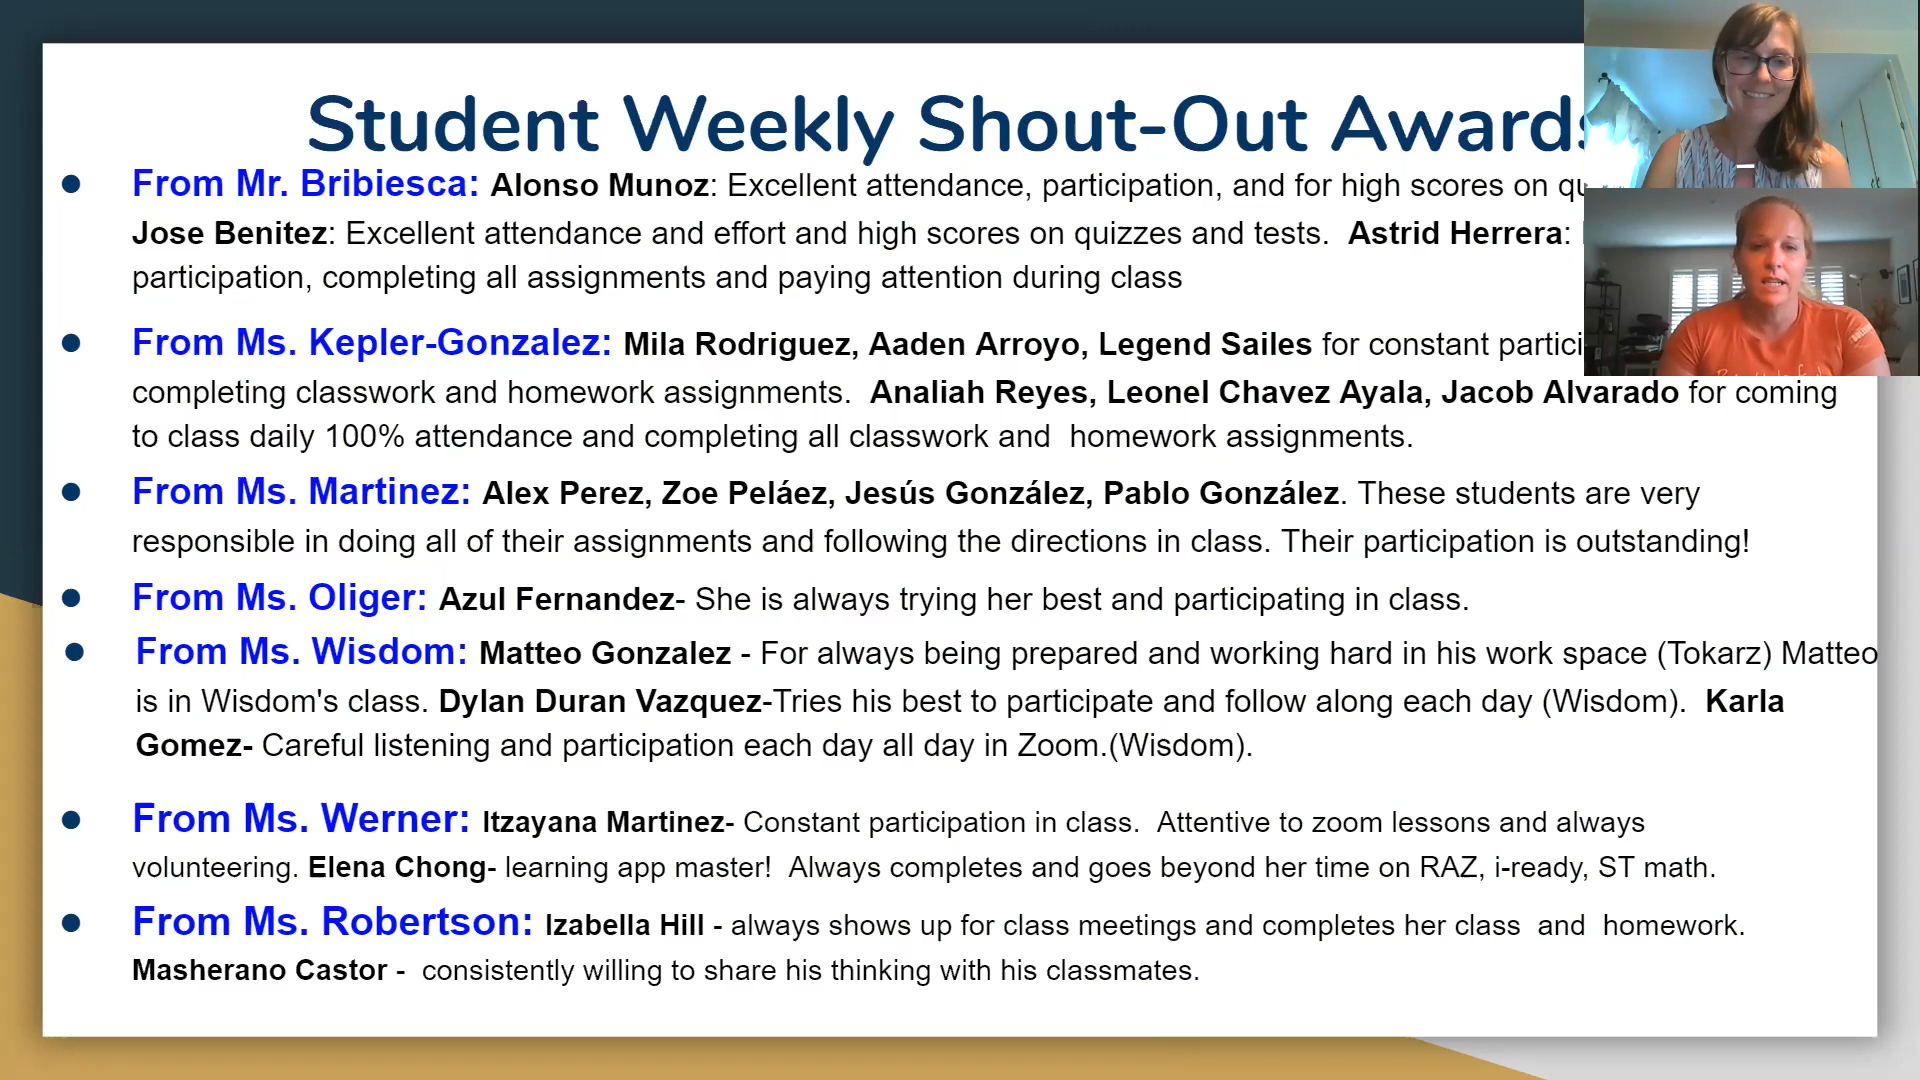 Student Weekly Shout-Out Awards
From Mr. Bribiesca: Alonso Munoz: Excellent attendance, participation, and for high scores on
Jose Benitez: Excellent attendance and effort and high scores on quizzes and tests.  Astrid Herrera:
participation, completing all assignments and paying attention during class
From Ms. Kepler-Gonzalez: Mila Rodriguez, Aaden Arroyo, Legend Sailes for constant
completing classwork and homework assignments.  Analiah Reyes, Leonel Chavez Ayala, Jacob Alvarado for coming
to class daily 100% attendance and completing all classwork and  homework assignments.
From Ms. Martinez: Alex Perez, Zoe Peláez, Jesús González, Pablo González. These students are very
responsible in doing all of their assignments and following the directions in class. Their participation is outstanding!
From Ms. Oliger: Azul Fernandez- She is always trying her best and participating in class.
From Ms. Wisdom: Matteo Gonzalez - For always being prepared and working hard in his work space (Tokarz) Matteo
is in Wisdom's class. Dylan Duran Vazquez-Tries his best to participate and follow along each day (Wisdom).  Karla
Gomez- Careful listening and participation each day all day in Zoom.(Wisdom).
From Ms. Werner: Itzayana Martinez- Constant participation in class.  Attentive to zoom lessons and always
volunteering. Elena Chong- learning app master!  Always completes and goes beyond her time on RAZ, i-ready, ST math.
From Ms. Robertson: Izabella Hill - always shows up for class meetings and completes her class  and  homework.
Masherano Castor -  consistently willing to share his thinking with his classmates.